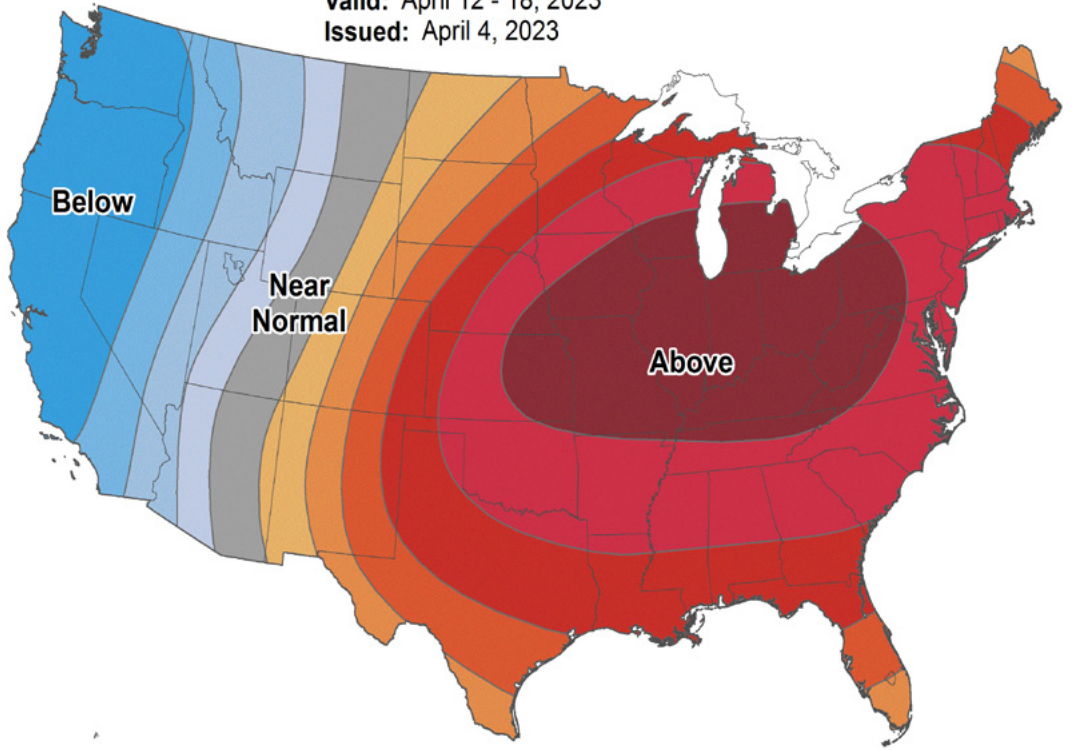 Valid: April 12 - 18, 2023
Issued: April 4, 2023
Below
Near
Normal
Above